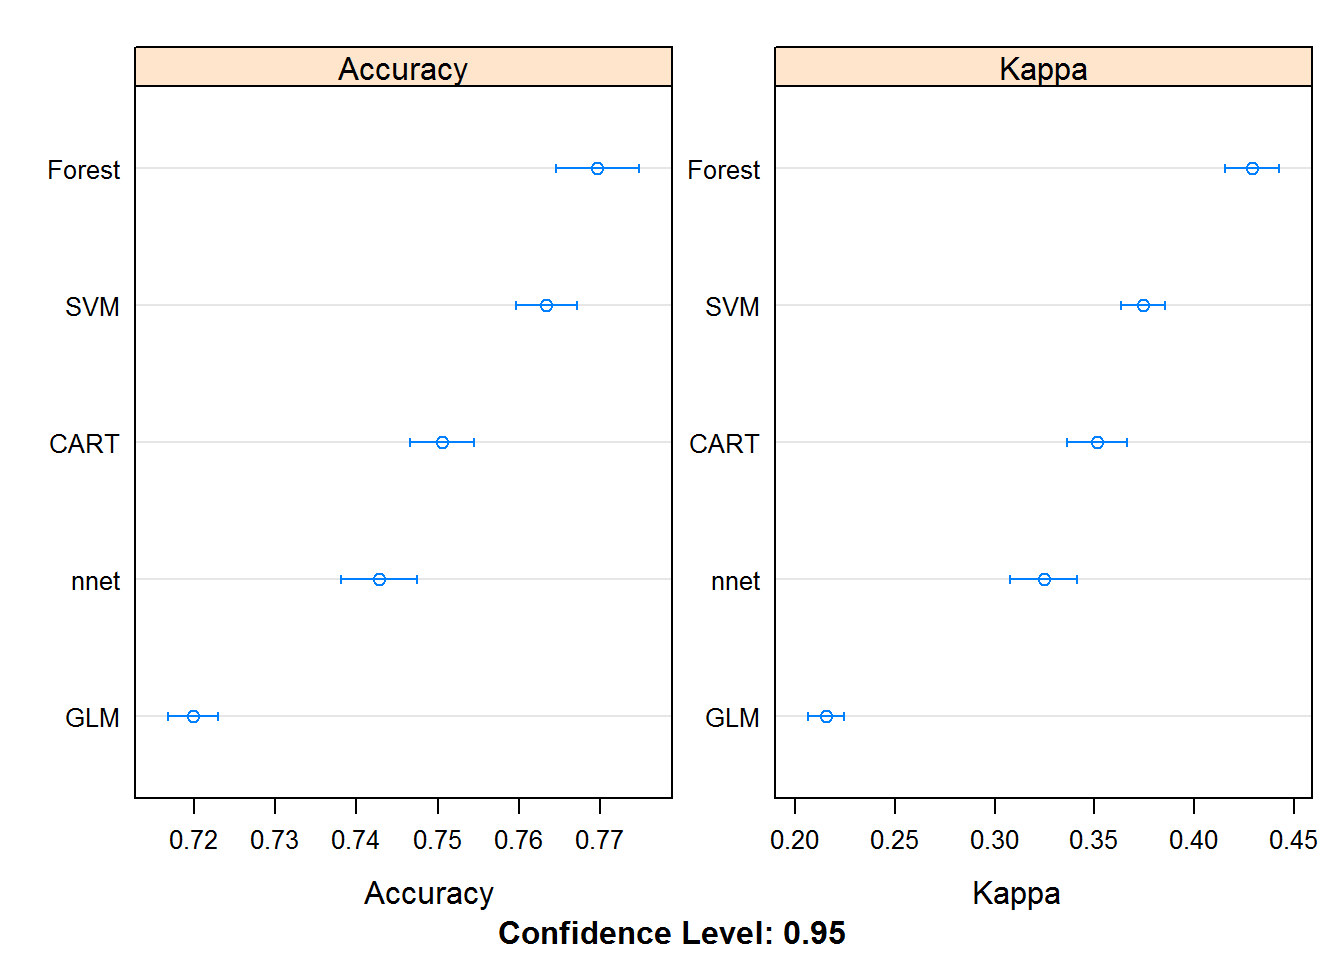 Accuracy
Kappa
Forest
SVM
CART
nnet
GLM
Forest
SVM
CART
nnet
GLM
0.72 0.73 0.74 0.75 0.76 0.77
0.20 0.25 0.30 0.35 0.40 0.45
Accuracy
Kappa
Confidence Level: 0.95